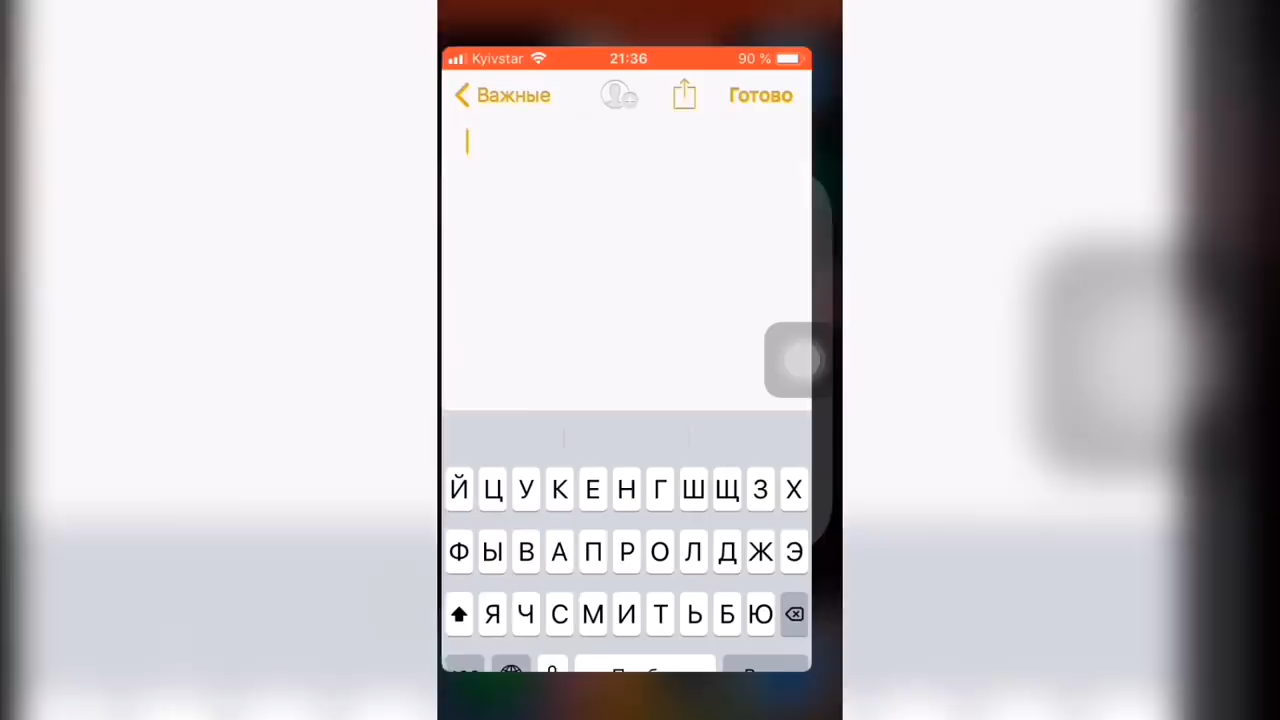 Kyivstar 21:36 90 %
Важные Готово
Й Ц У К Е Н Г Ш Щ З Х
Ф Ы В А П Р О Л Д Ж Э
Я Ч С М И Т Ь Б Ю